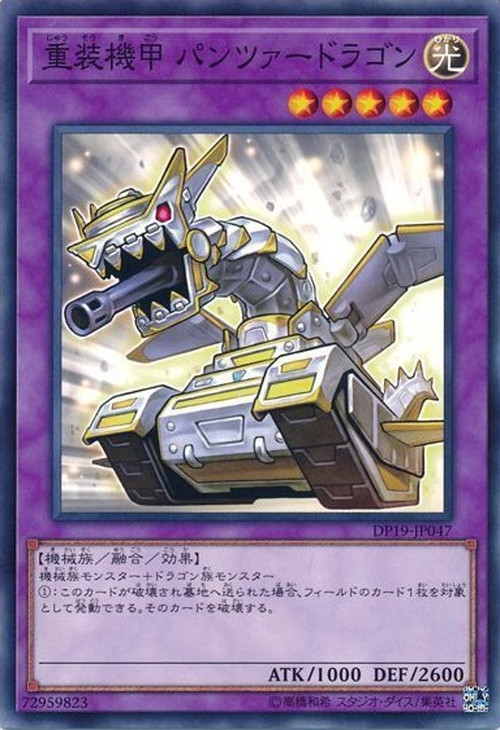 重装機甲 パンツァードラゴン
光
DP19-JP047
【機械族／融合／効果】
機械族モンスター＋ドラゴン族モンスター
①：このカードが破壊され墓地へ送られた場合、フィールドのカード１枚を対象
として発動できる。そのカードを破壊する。
ATK/1000 DEF/2600
72959823
©高橋和希 スタジオ・ダイス/集英社